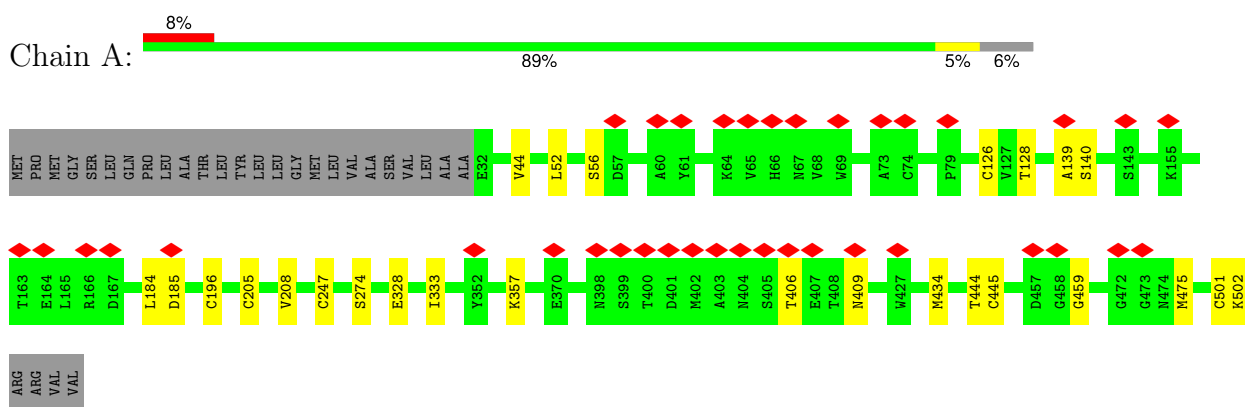 8%
Chain A:
89% 5% 6%
MET PRO MET GLY SER LEU GLN PRO LEU ALA THR LEU TYR LEU LEU GLY MET LEU VAL ALA SER VAL LEU ALA ALA E32 V44 L52 S56 D57 A60 Y61 K64 V65 H66 N67 V68 W69 A73 C74 P79 C126 V127 T128 A139 S140 S143 K155
T163 E164 L165 R166 D167 L184 D185 C196 C205 V208 C247 S274 E328 I333 Y352 K357 E370 N398 S399 T400 D401 M402 A403 N404 S405 T406 E407 T408 N409 W427 M434 T444 C445 D457 G458 G459 G472 G473 N474 M475 C501 K502
ARG ARG VAL VAL